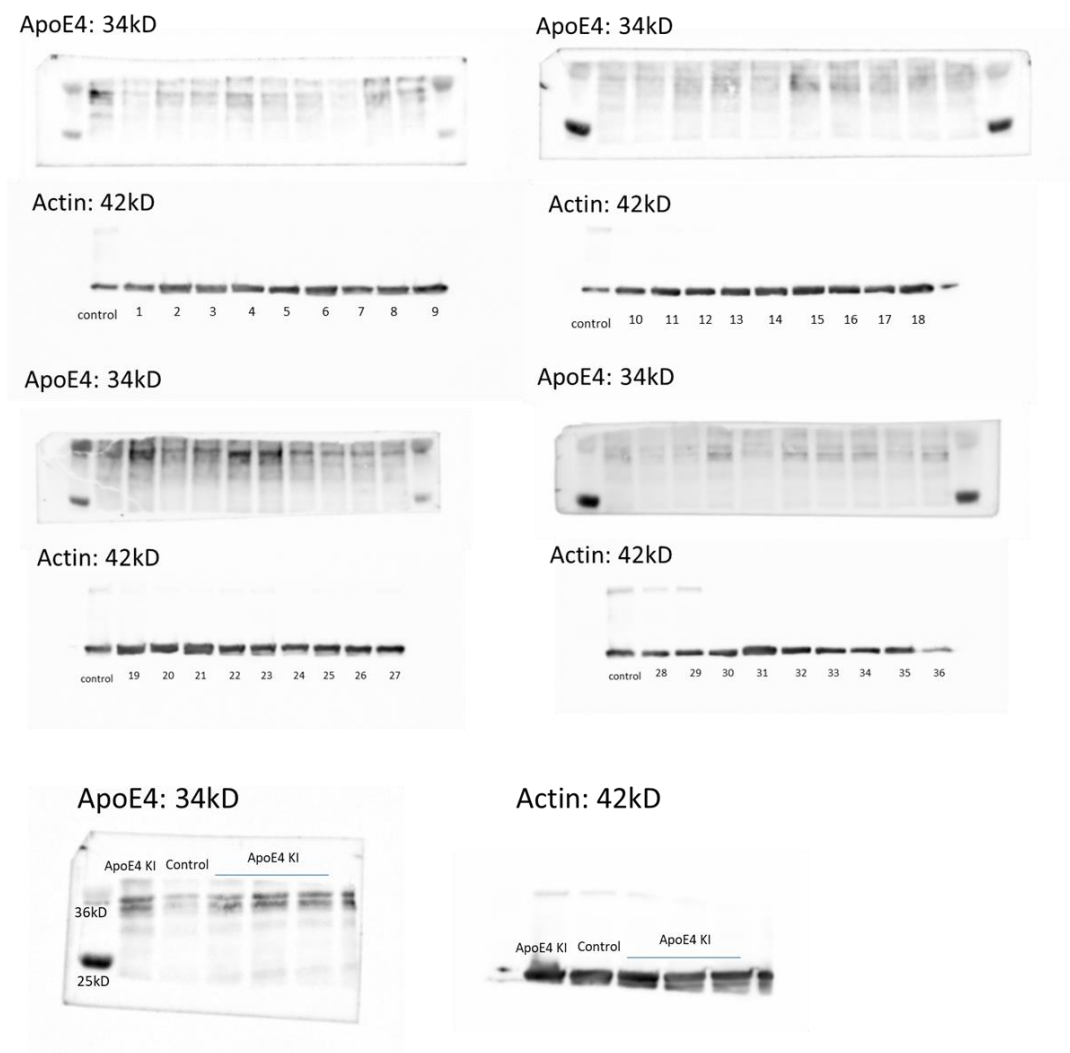 ApoE4: 34kD
ApoE4: 34kD
Actin: 42kD
Actin: 42kD
control 1 2 3 4 5 6 7 8 9
control 10 11 12 13 14 15 16 17 18
ApoE4: 34kD
ApoE4: 34kD
Actin: 42kD
Actin: 42kD
control 19 20 21 22 23 24 25 26 27
control 28 29 30 31 32 33 34 35 36
ApoE4: 34kD
Actin: 42kD
ApoE4 KI Control ApoE4 KI
36kD
25kD
ApoE4 KI Control ApoE4 KI